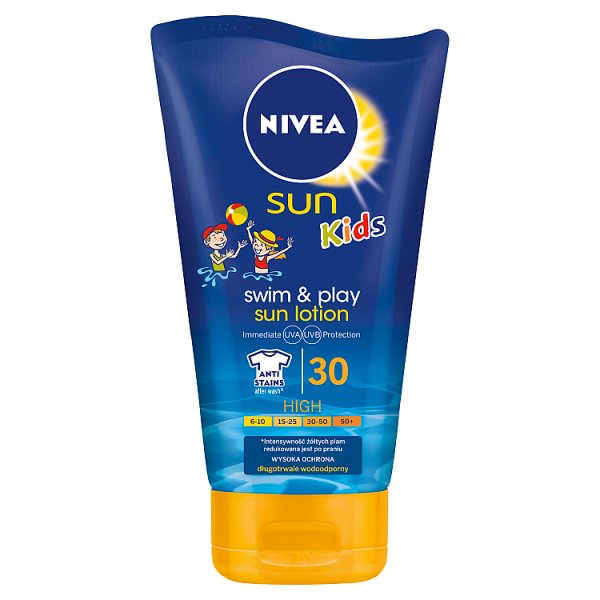 NIVEA
sun
Kids
swim & play
sun lotion
Immediate UVA UVB Protection
ANTI
STAINS
after wash*
30
HIGH
6-10 15-25 30-50 50+
*Intensywność żółtych plam
redukowana jest po praniu
WYSOKA OCHRONA
długotrwale wodoodporny